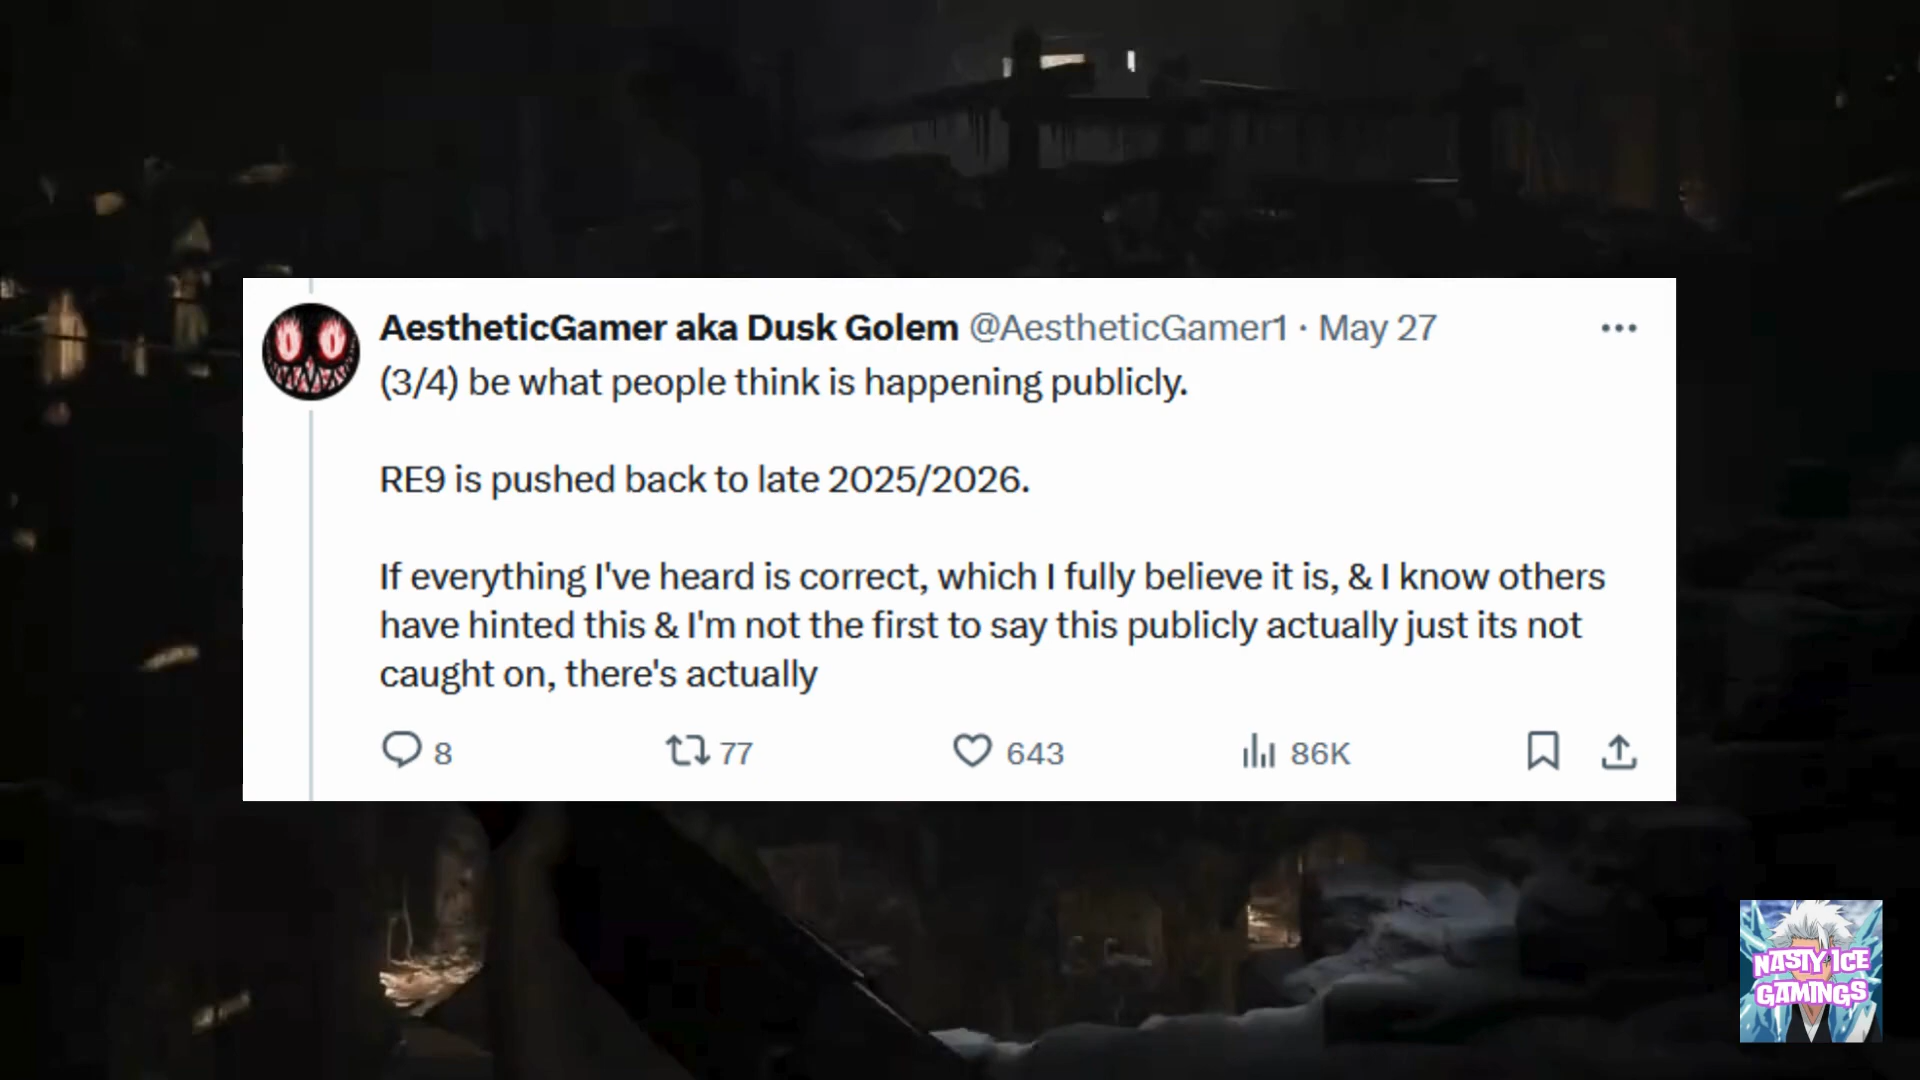 AestheticGamer aka Dusk Golem @AestheticGamer1 · May 27
(3/4) be what people think is happening publicly.
RE9 is pushed back to late 2025/2026.
If everything I've heard is correct, which I fully believe it is, & I know others
have hinted this & I'm not the first to say this publicly actually just its not
caught on, there's actually
8 77 643 86K
NASTY ICE
GAMINGS